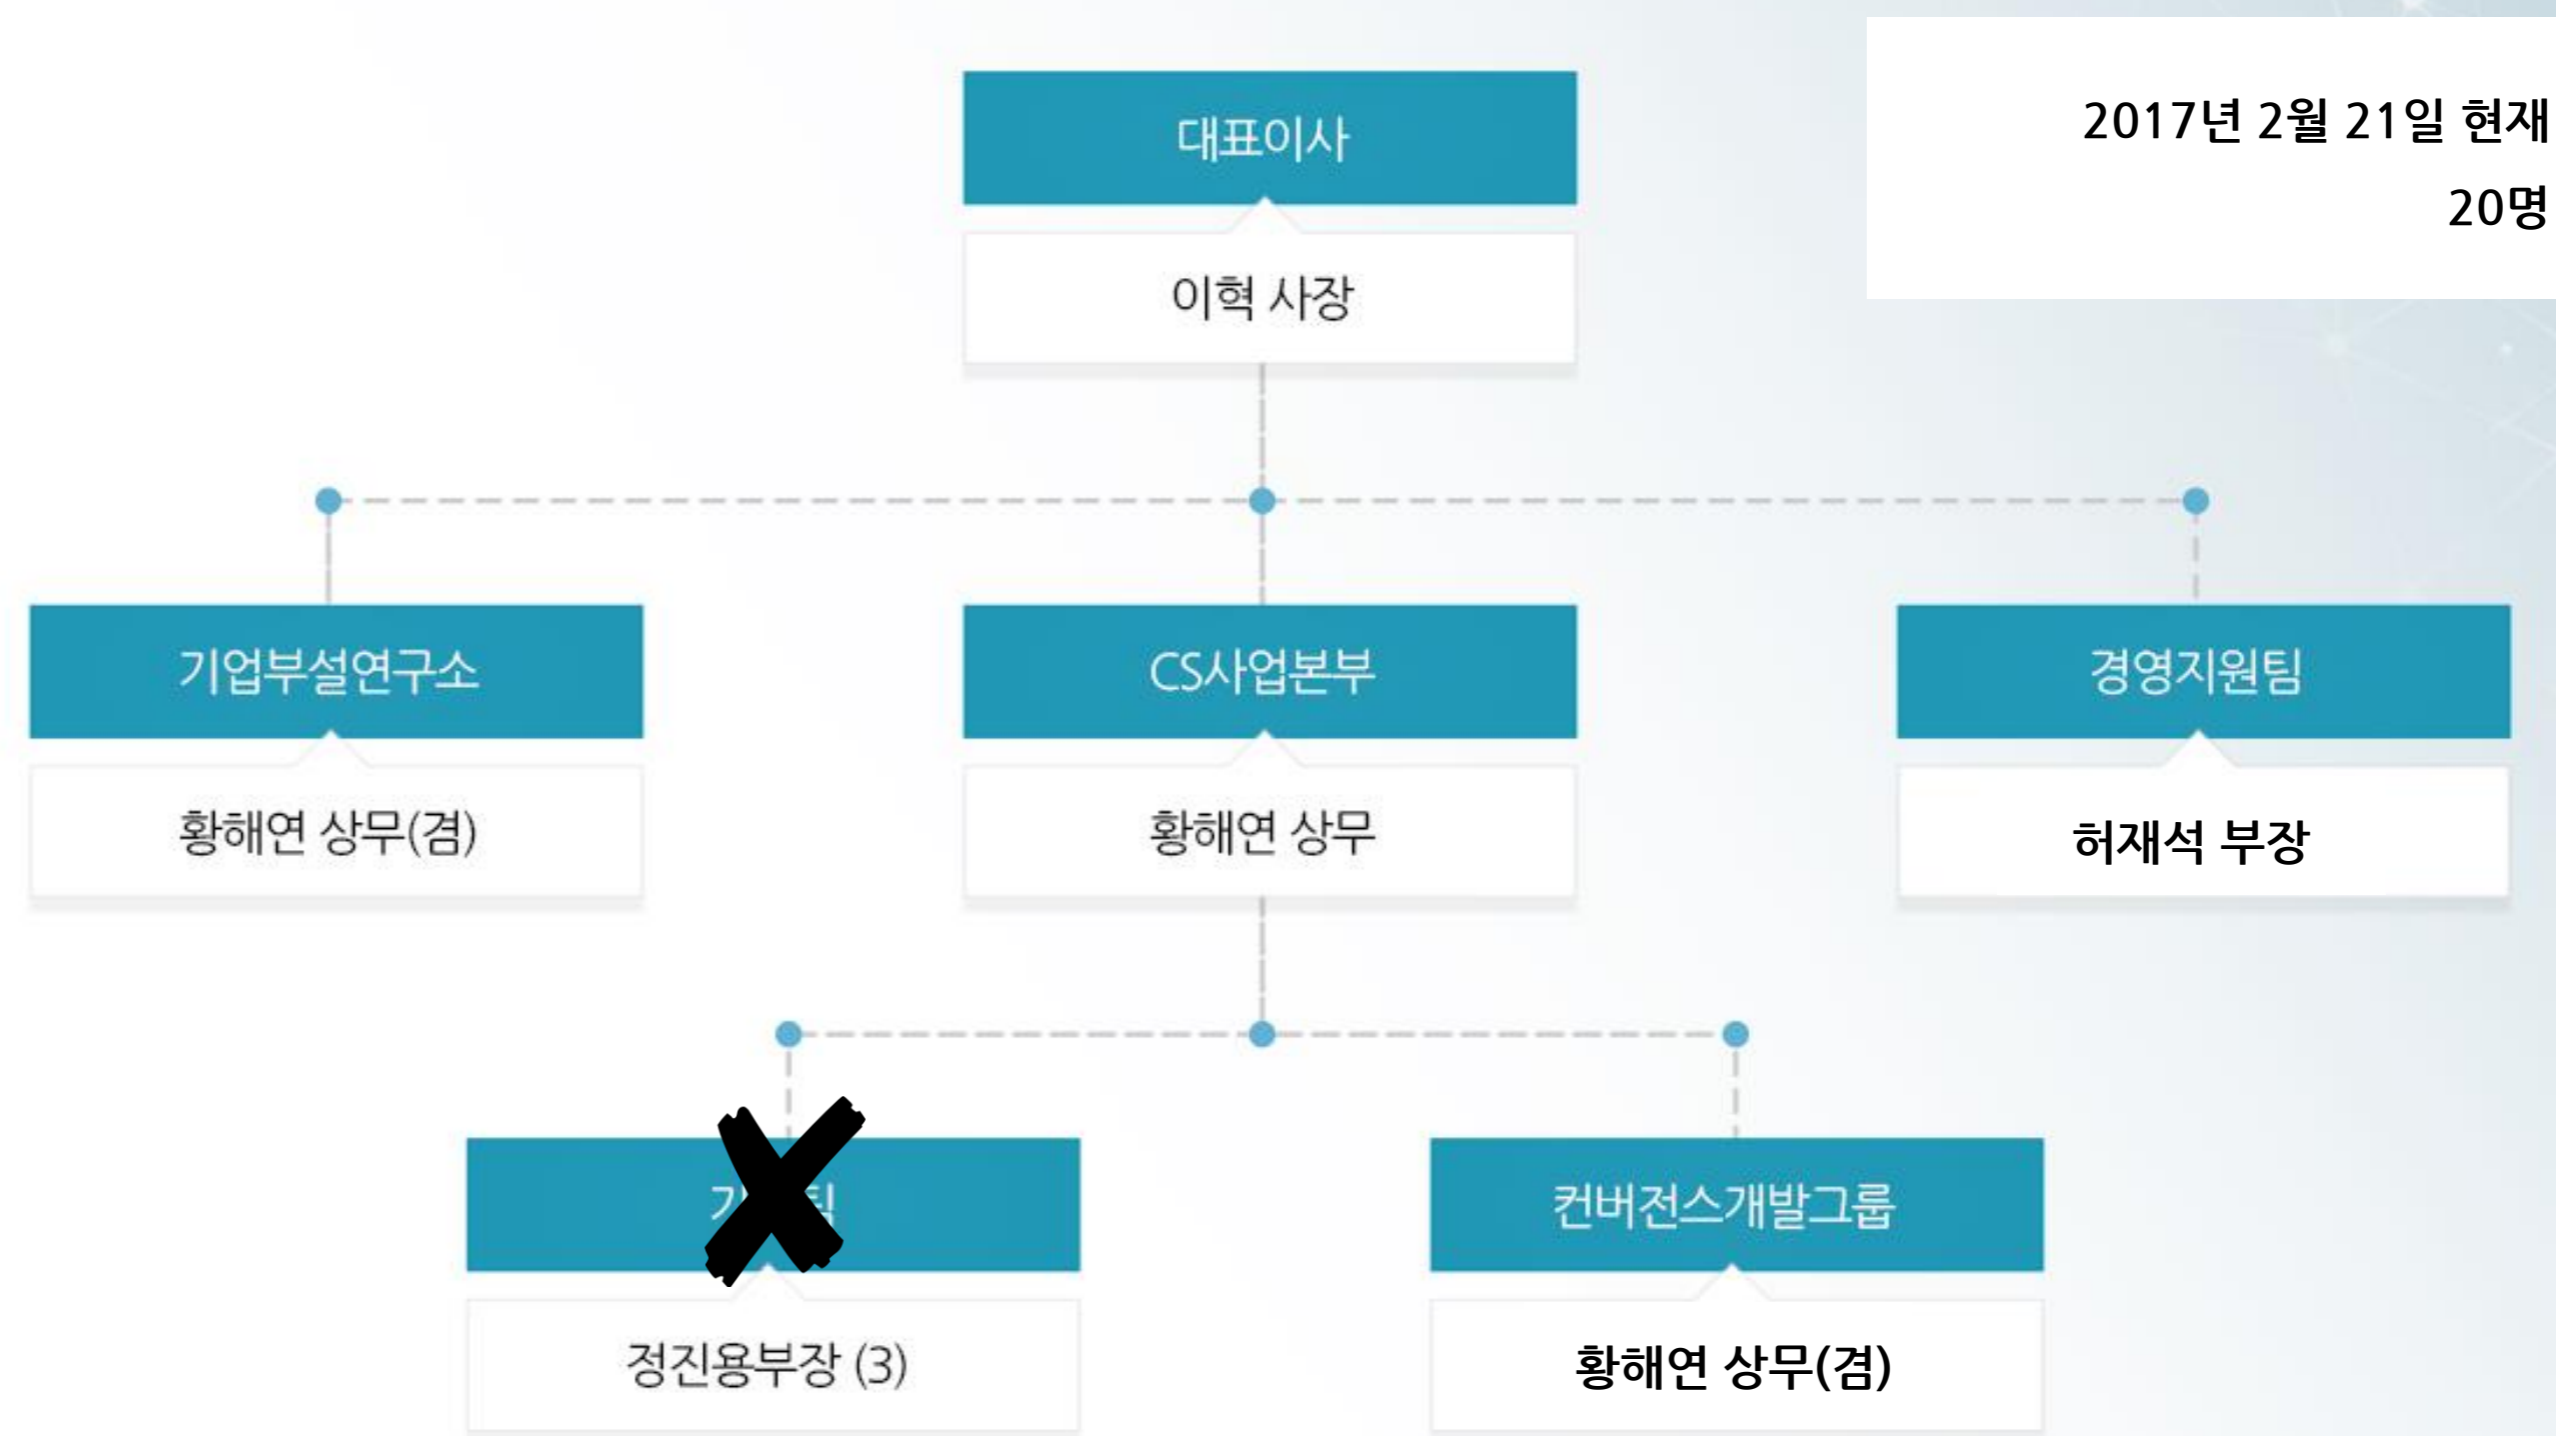 2017년 2월 21일 현재
20명
대표이사
이혁 사장
기업부설연구소
CS사업본부
경영지원팀
황해연 상무(겸)
황해연 상무
허재석 부장
컨버전스개발그룹
정진용부장 (3)
황해연 상무(겸)